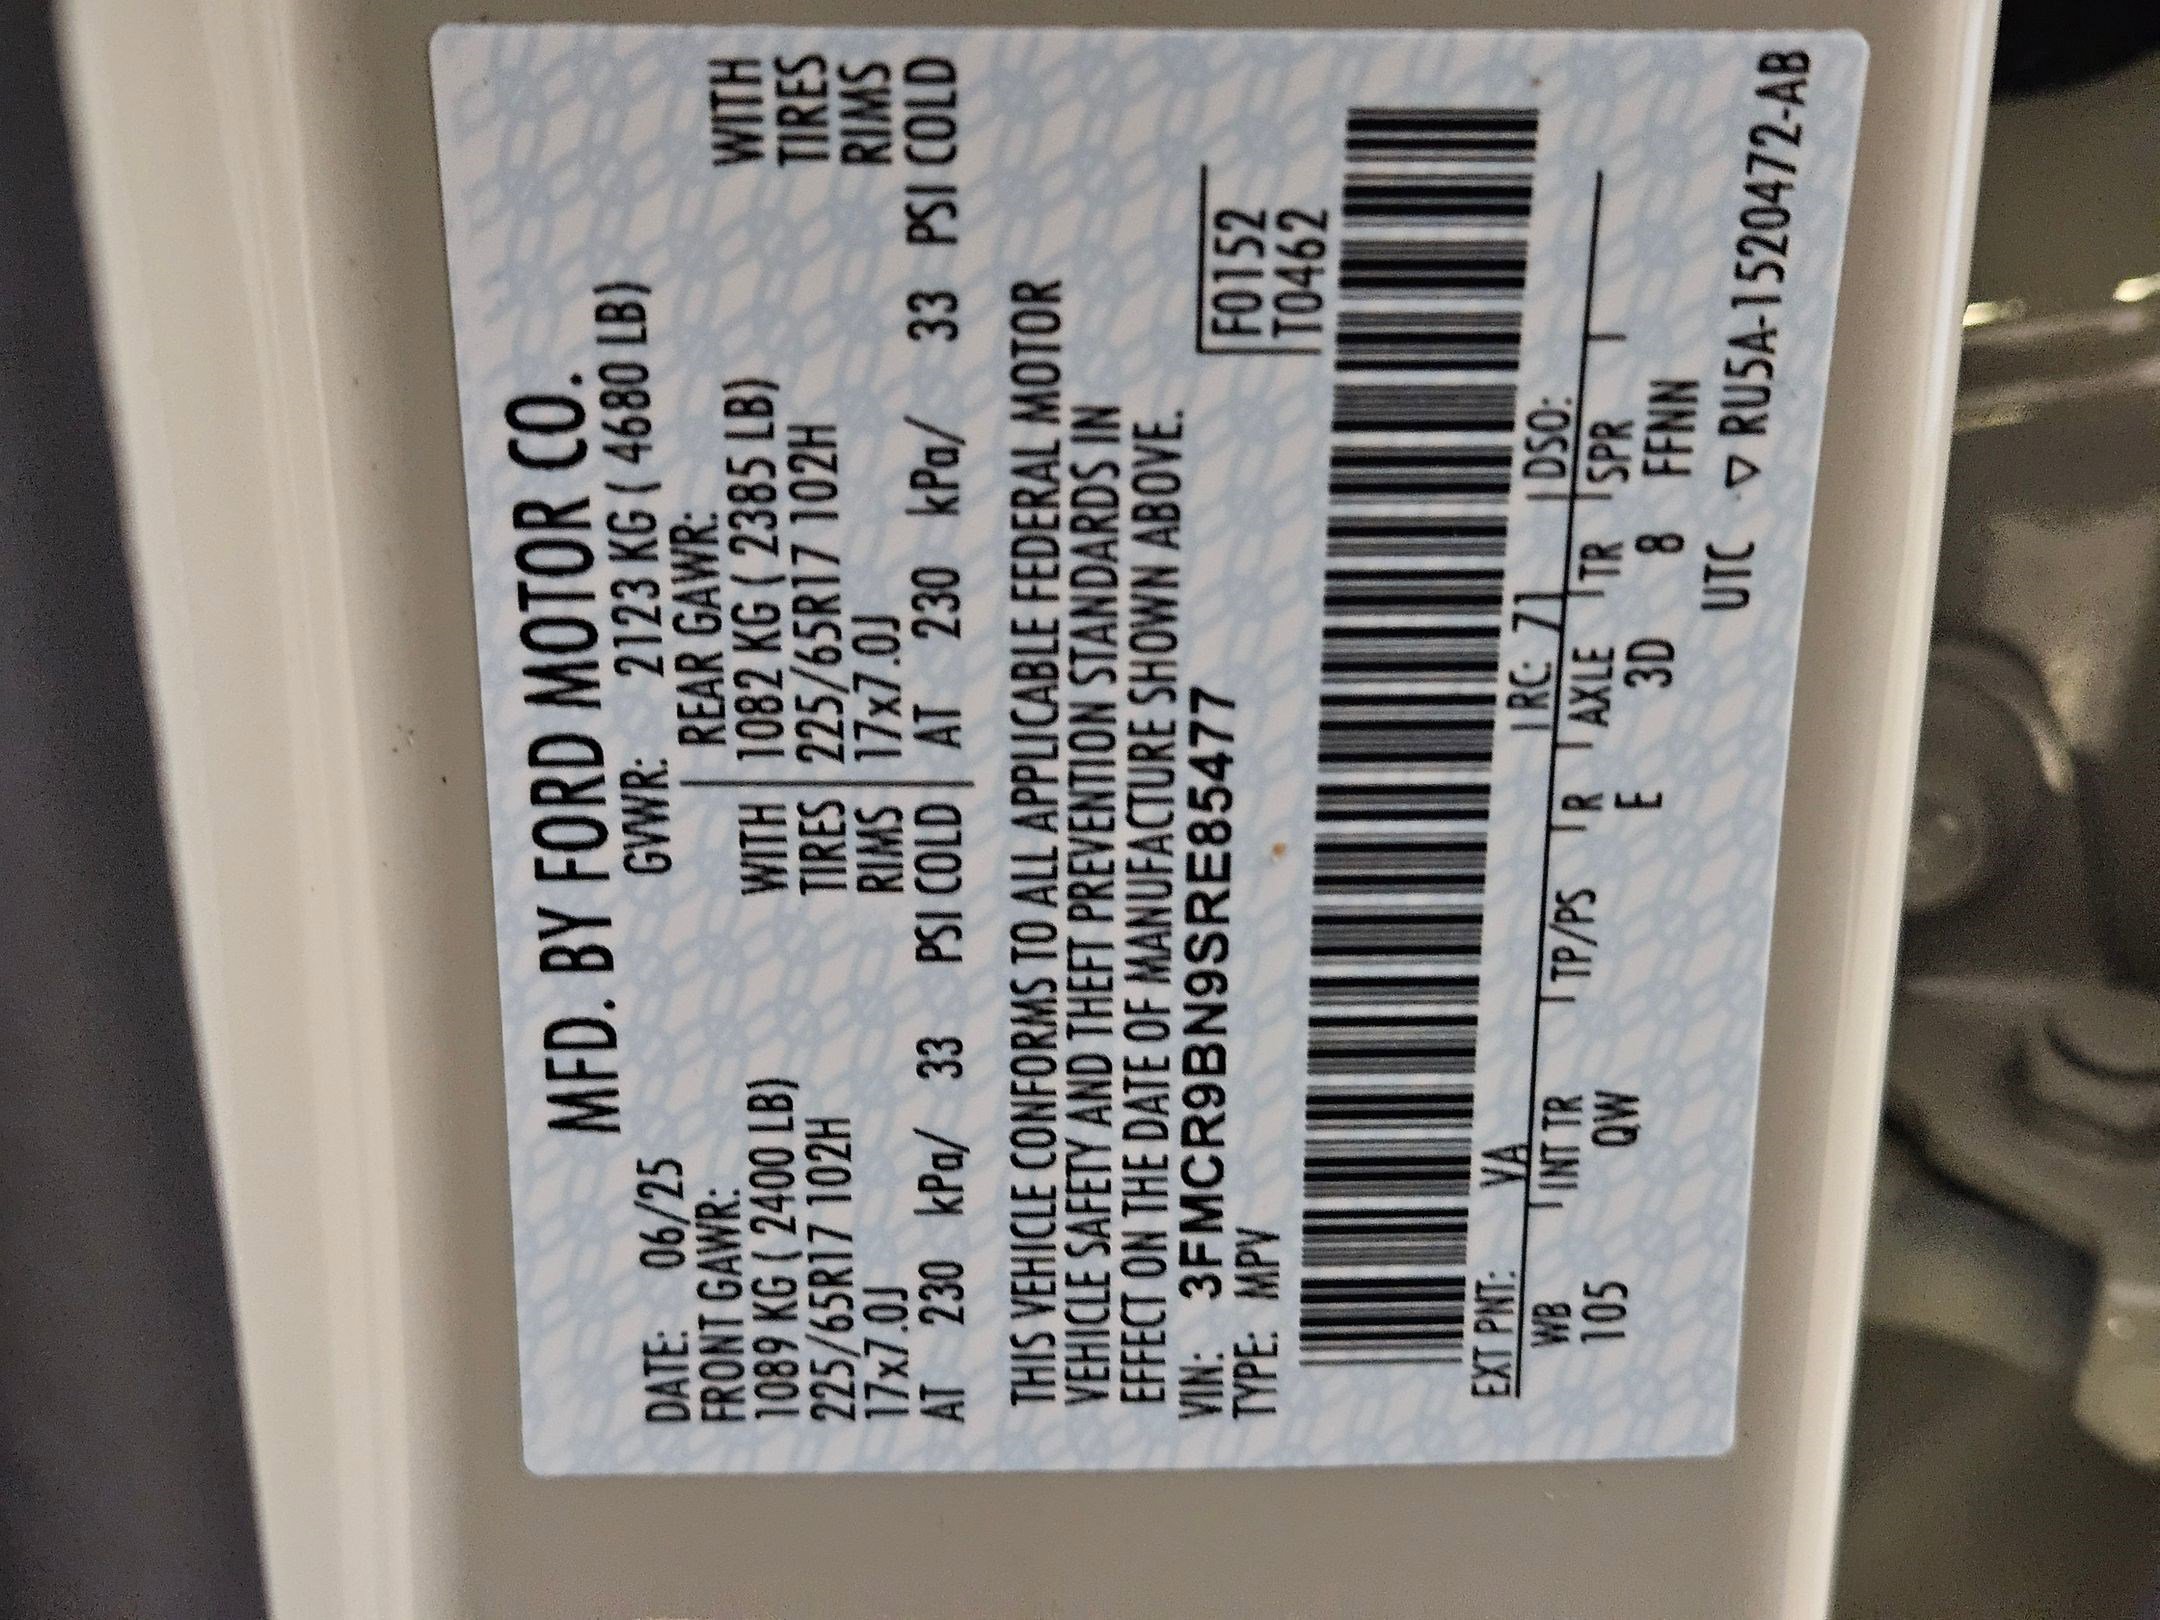 MFD. BY FORD MOTOR CO.
DATE: 06/25 GVWR: 2123 KG ( 4680 LB)
FRONT GAWR: REAR GAWR:
1089 KG ( 2400 LB) WITH 1082 KG ( 2385 LB) WITH
225/65R17 102H TIRES 225/65R17 102H TIRES
17x7.0J RIMS 17x7.0J RIMS
AT 230 kPa/ 33 PSI COLD AT 230 kPa/ 33 PSI COLD
THIS VEHICLE CONFORMS TO ALL APPLICABLE FEDERAL MOTOR
VEHICLE SAFETY AND THEFT PREVENTION STANDARDS IN
EFFECT ON THE DATE OF MANUFACTURE SHOWN ABOVE.
VIN: 3FMCR9BN9SRE85477 F0152
TYPE: MPV T0462
EXT PNT: YA RC: 71 DSO:
WB INT TR TP/PS R AXLE TR SPR
105 QW E 3D 8 FFNN
UTC ▽ RU5A-1520472-AB